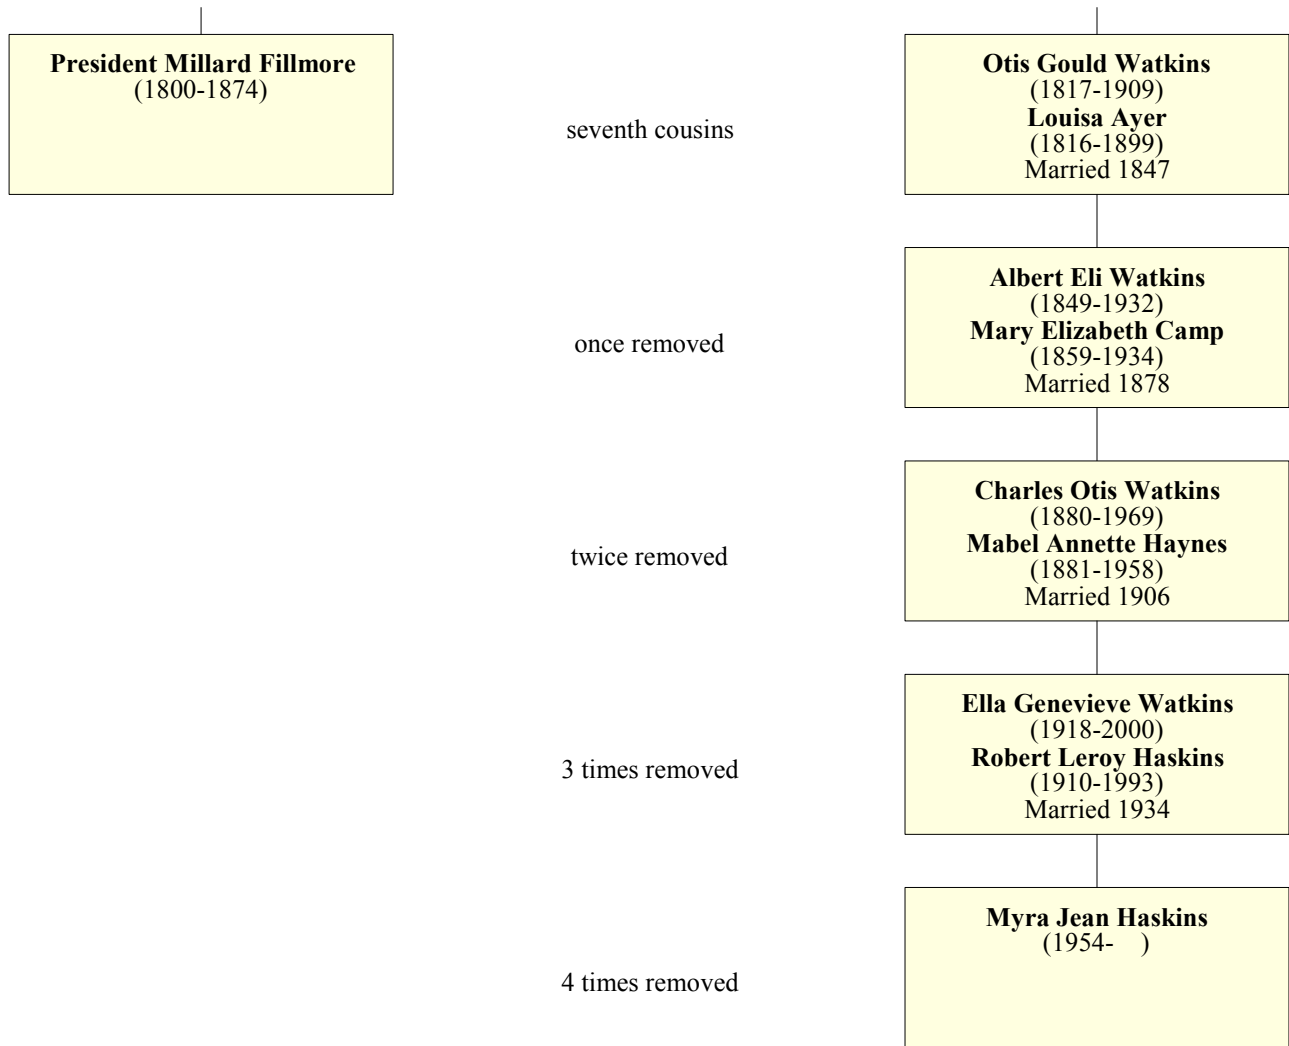 President Millard Fillmore
(1800-1874)
seventh cousins
Otis Gould Watkins
(1817-1909)
Louisa Ayer
(1816-1899)
Married 1847
once removed
Albert Eli Watkins
(1849-1932)
Mary Elizabeth Camp
(1859-1934)
Married 1878
twice removed
Charles Otis Watkins
(1880-1969)
Mabel Annette Haynes
(1881-1958)
Married 1906
3 times removed
Ella Genevieve Watkins
(1918-2000)
Robert Leroy Haskins
(1910-1993)
Married 1934
4 times removed
Myra Jean Haskins
(1954-    )